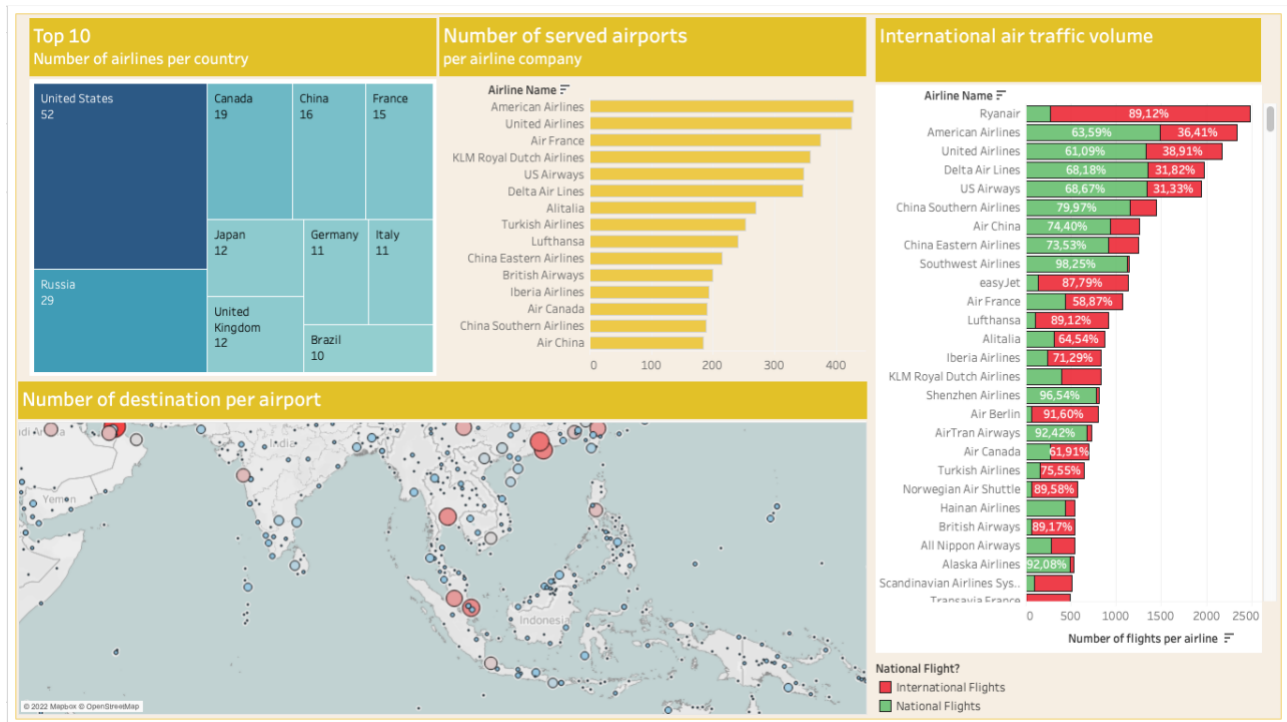 Top 10
Number of airlines per country
United States
52
Russia
29
Canada
19
China
16
France
15
Japan
12
Germany
11
Italy
11
United
Kingdom
12
Brazil
10
Number of served airports
per airline company
Airline Name
American Airlines
United Airlines
Air France
KLM Royal Dutch Airlines
US Airways
Delta Air Lines
Alitalia
Turkish Airlines
Lufthansa
China Eastern Airlines
British Airways
Iberia Airlines
Air Canada
China Southern Airlines
Air China
0 100 200 300 400
Number of destination per airport
India
Yemen
Indonesia
© 2022 Mapbox © OpenStreetMap
International air traffic volume
Airline Name
Ryanair 89,12%
American Airlines 63,59% 36,41%
United Airlines 61,09% 38,91%
Delta Air Lines 68,18% 31,82%
US Airways 68,67% 31,33%
China Southern Airlines 79,97%
Air China 74,40%
China Eastern Airlines 73,53%
Southwest Airlines 98,25%
easyJet 87,79%
Air France 58,87%
Lufthansa 89,12%
Alitalia 64,54%
Iberia Airlines 71,29%
KLM Royal Dutch Airlines
Shenzhen Airlines 96,54%
Air Berlin 91,60%
AirTran Airways 92,42%
Air Canada 61,91%
Turkish Airlines 75,55%
Norwegian Air Shuttle 89,58%
Hainan Airlines
British Airways 89,17%
All Nippon Airways
Alaska Airlines 92,08%
Scandinavian Airlines Sys..
Transavia France
0 500 1000 1500 2000 2500
Number of flights per airline
National Flight?
International Flights
National Flights